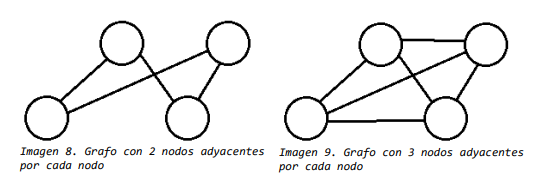 Imagen 8. Grafo con 2 nodos adyacentes
por cada nodo
Imagen 9. Grafo con 3 nodos adyacentes
por cada nodo